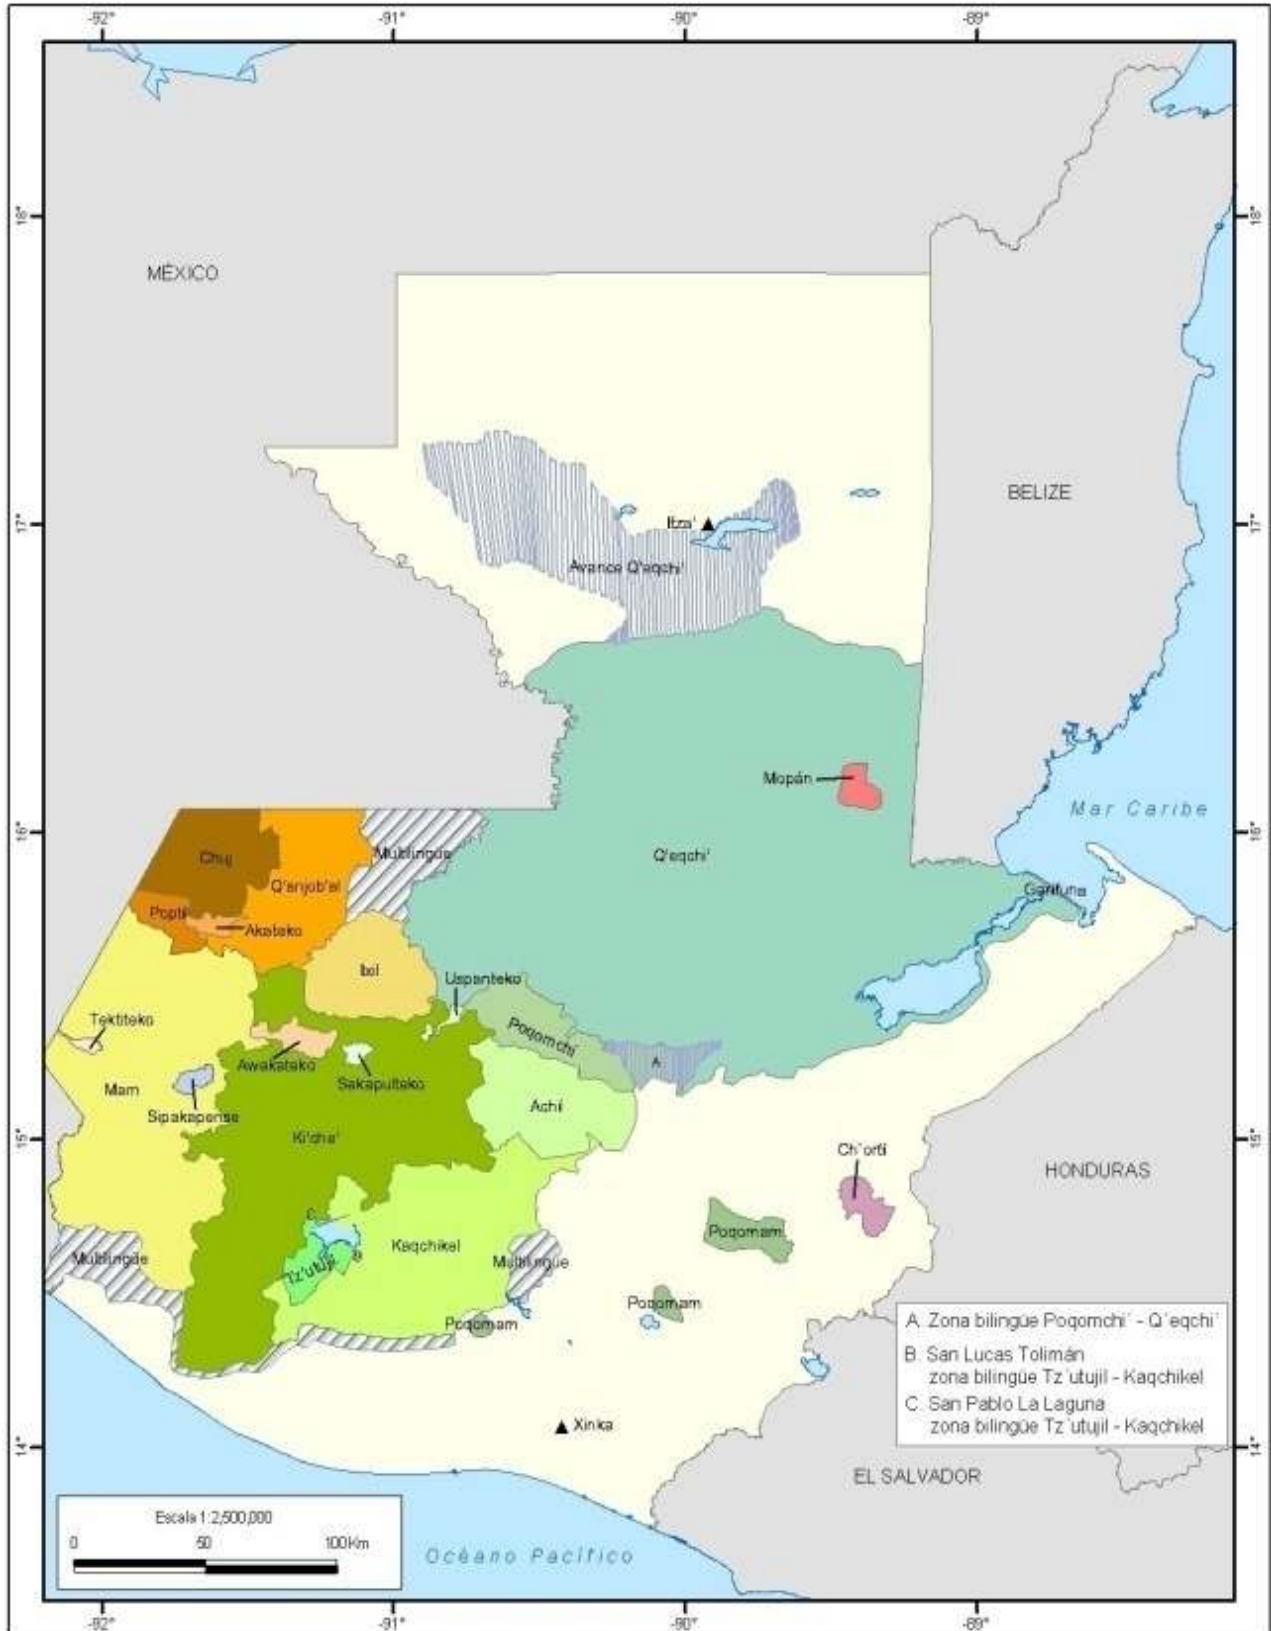 -92° -91° -90° -89°
18° 18°
MÉXICO
BELIZE
17° 17°
Itza'
Avance Q'eqchi'
Mopán
Mar Caribe
16° 16°
Chuj
Multilingüe
Q'eqchi'
Q'anjob'al
Garífuna
Popti'
Akateko
Ixil
Uspanteko
Tektiteko
Poqomchi'
Awakateko
A
Sakapulteko
Mam
Sipakapense
Achí
15° 15°
Ki'che'
Ch´orti
HONDURAS
C
Poqomam
Kaqchikel
B
Multilingüe
Tz'utujil
Multilingüe
Poqomam
Poqomam
A. Zona bilingüe Poqomchi´ - Q´eqchi´
B. San Lucas Tolimán
zona bilingüe Tz´utujil - Kaqchikel
C. San Pablo La Laguna
zona bilingüe Tz´utujil - Kaqchikel
Xinka
14° 14°
EL SALVADOR
Escala 1:2,500,000
0 50 100 Km
Océano Pacífico
-92° -91° -90° -89°